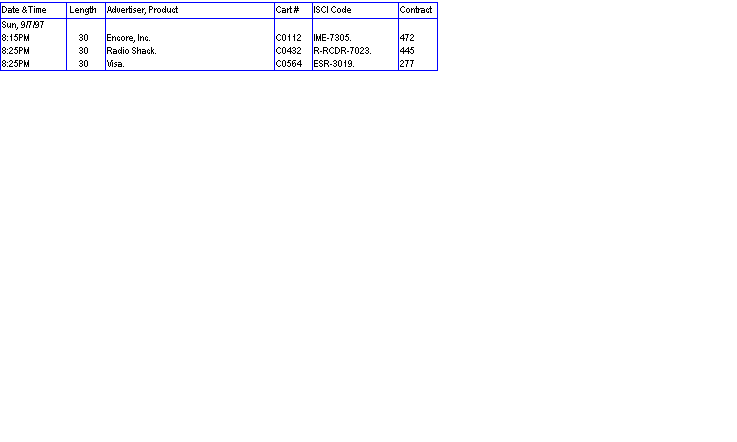 Date & Time Length Advertiser, Product Cart # ISCI Code Contract
Sun, 9/7/97
8:15PM 30 Encore, Inc. C0112 IME-7305. 472
8:25PM 30 Radio Shack. C0432 R-RCDR-7023. 445
8:25PM 30 Visa. C0564 ESR-3019. 277